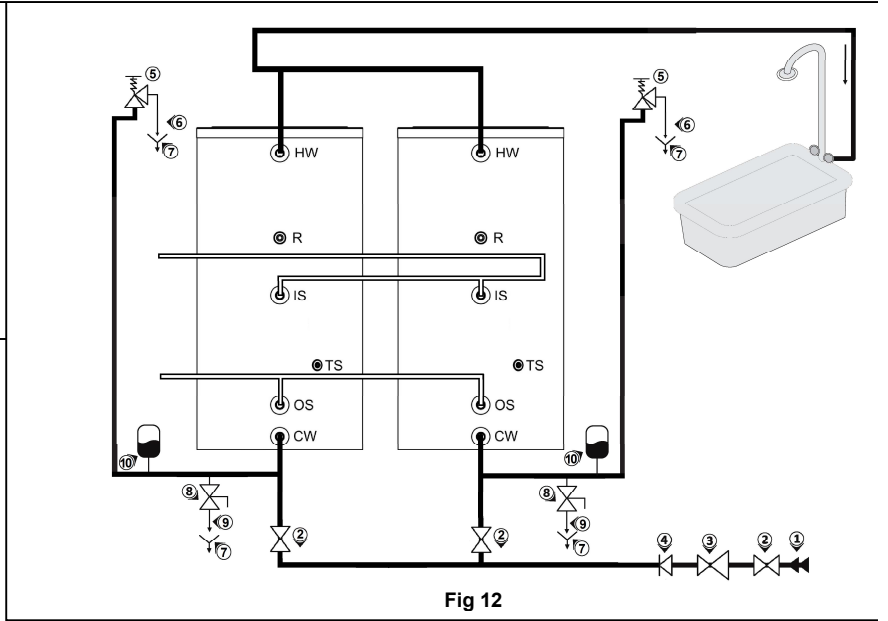 ⑤ ⑤
⑥ ⑥
⑦ ⑦
HW HW
R R
IS IS
TS TS
OS OS
CW CW
⑩ ⑩
⑧ ⑧
⑨ ⑨
② ② ④ ③ ② ①
⑦ ⑦
Fig 12